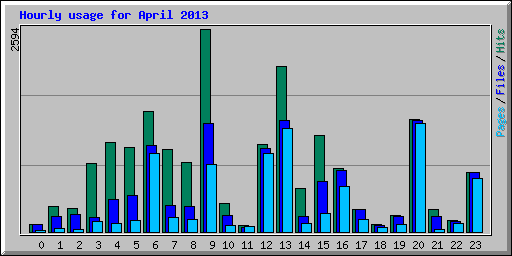 Hourly usage for April 2013
2594
Pages / Files / Hits
0 1 2 3 4 5 6 7 8 9 10 11 12 13 14 15 16 17 18 19 20 21 22 23